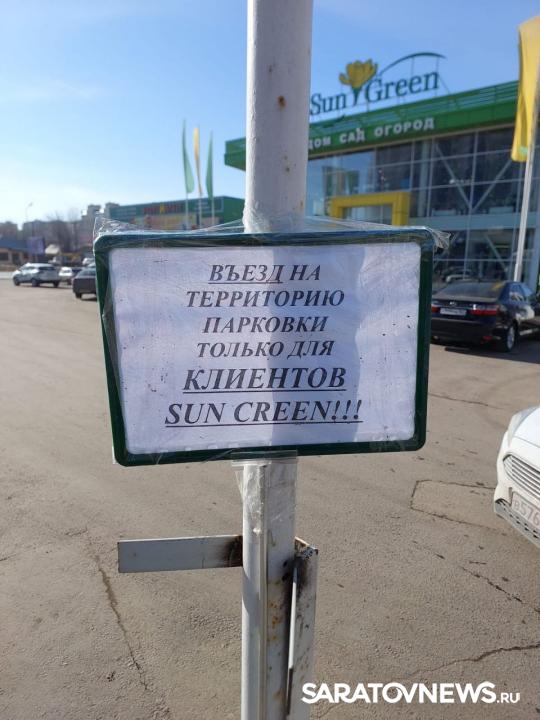 Sun Green
ДОМ САД ОГОРОД
ВЪЕЗД НА
ТЕРРИТОРИЮ
ПАРКОВКИ
ТОЛЬКО ДЛЯ
КЛИЕНТОВ
SUN CREEN!!!
SARATOVNEWS.RU